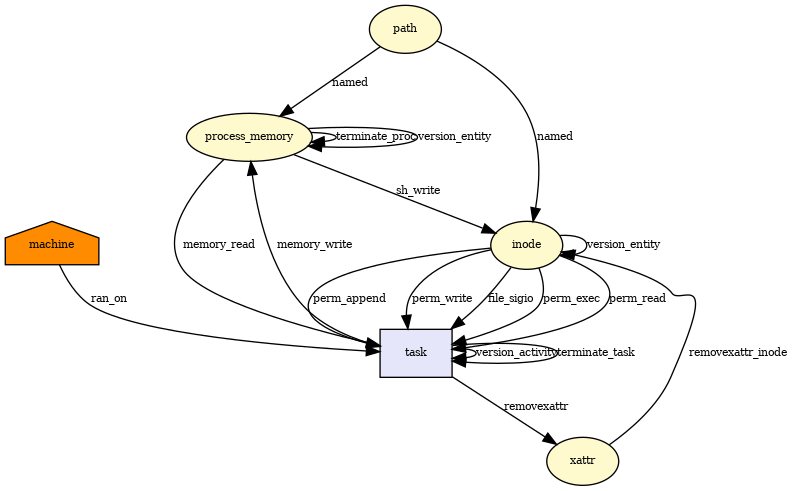 path
named
process_memory
terminate_proc
version_entity
named
sh_write
machine
memory_read
memory_write
inode
version_entity
ran_on
perm_append
perm_write
file_sigio
perm_exec
perm_read
task
version_activity
terminate_task
removexattr_inode
removexattr
xattr